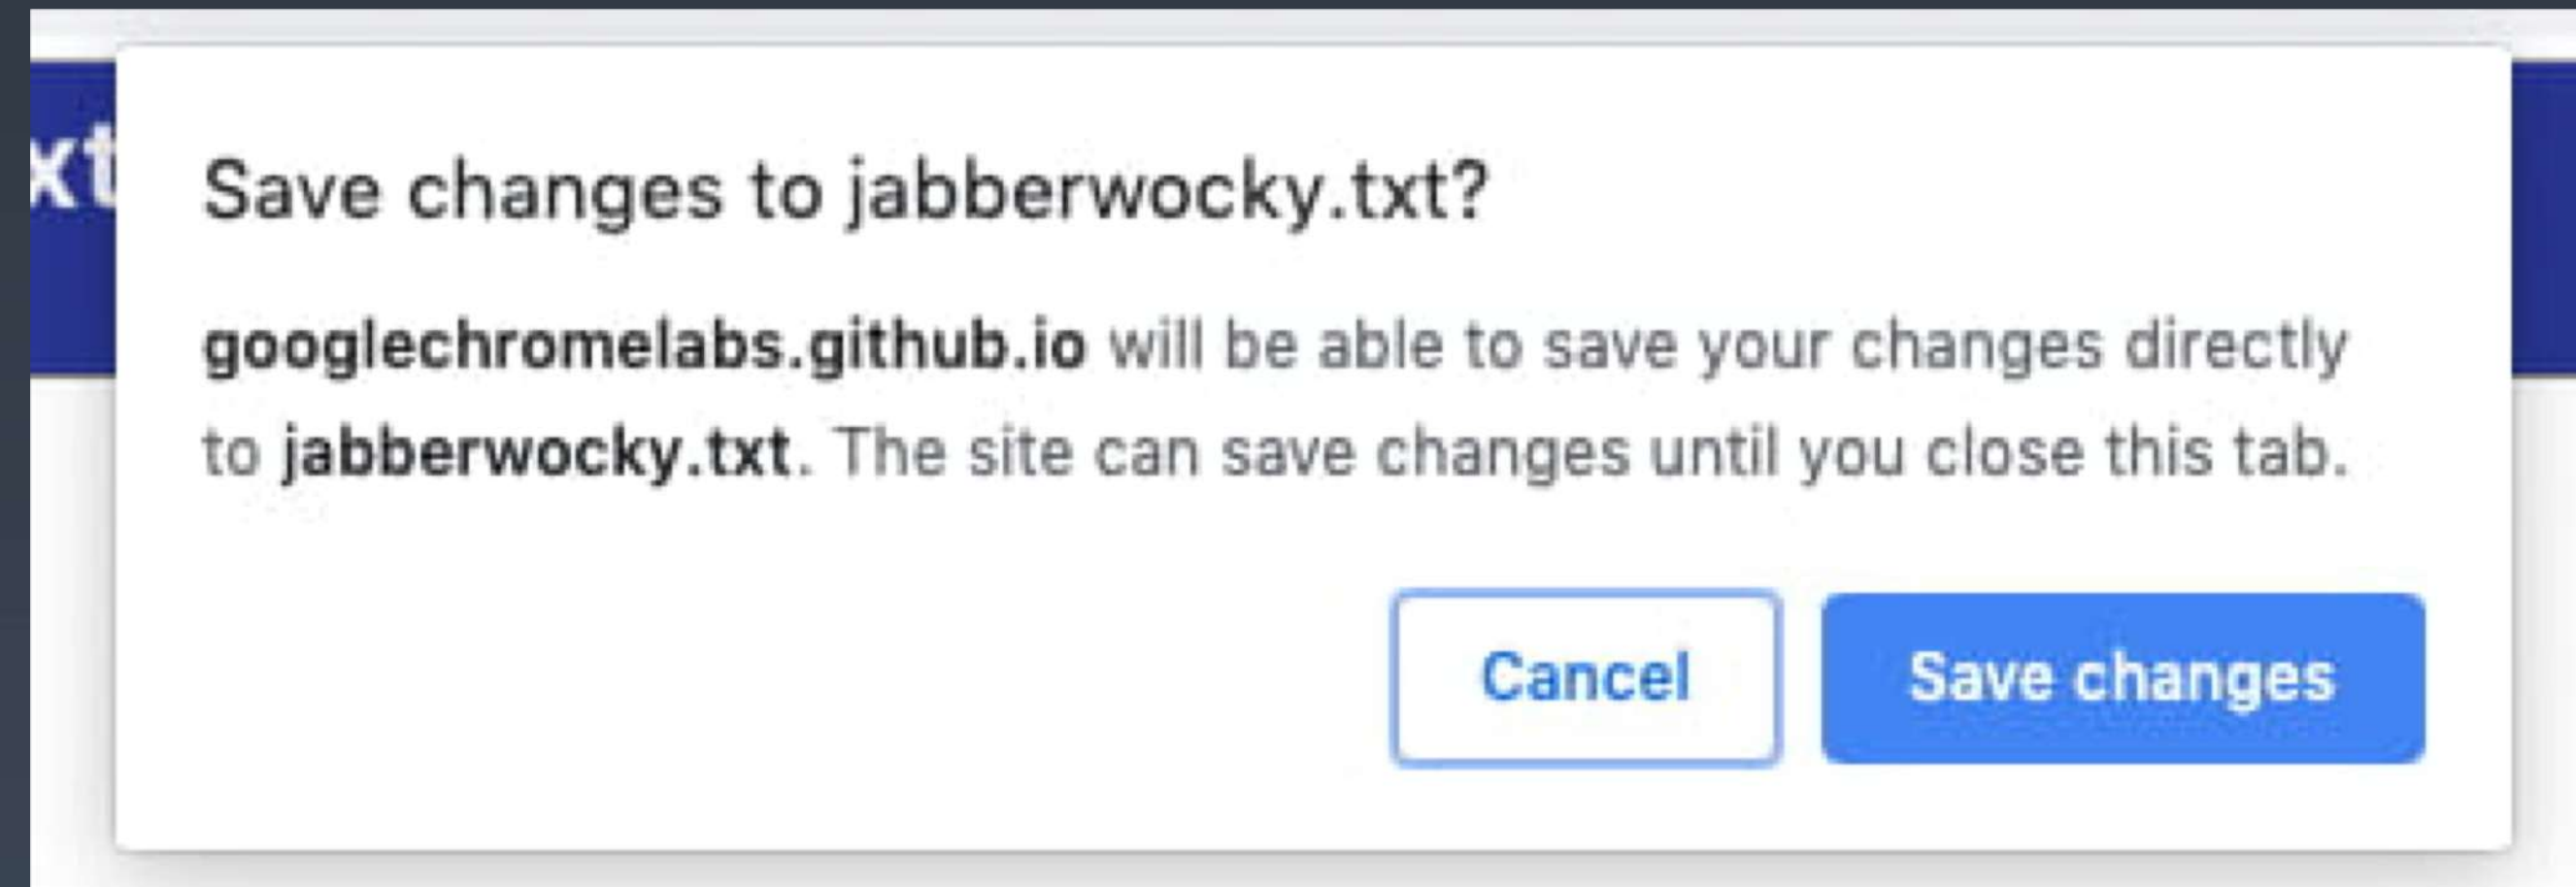 xt
Save changes to jabberwocky.txt?
googlechromelabs.github.io will be able to save your changes directly
to jabberwocky.txt. The site can save changes until you close this tab.
Cancel Save changes